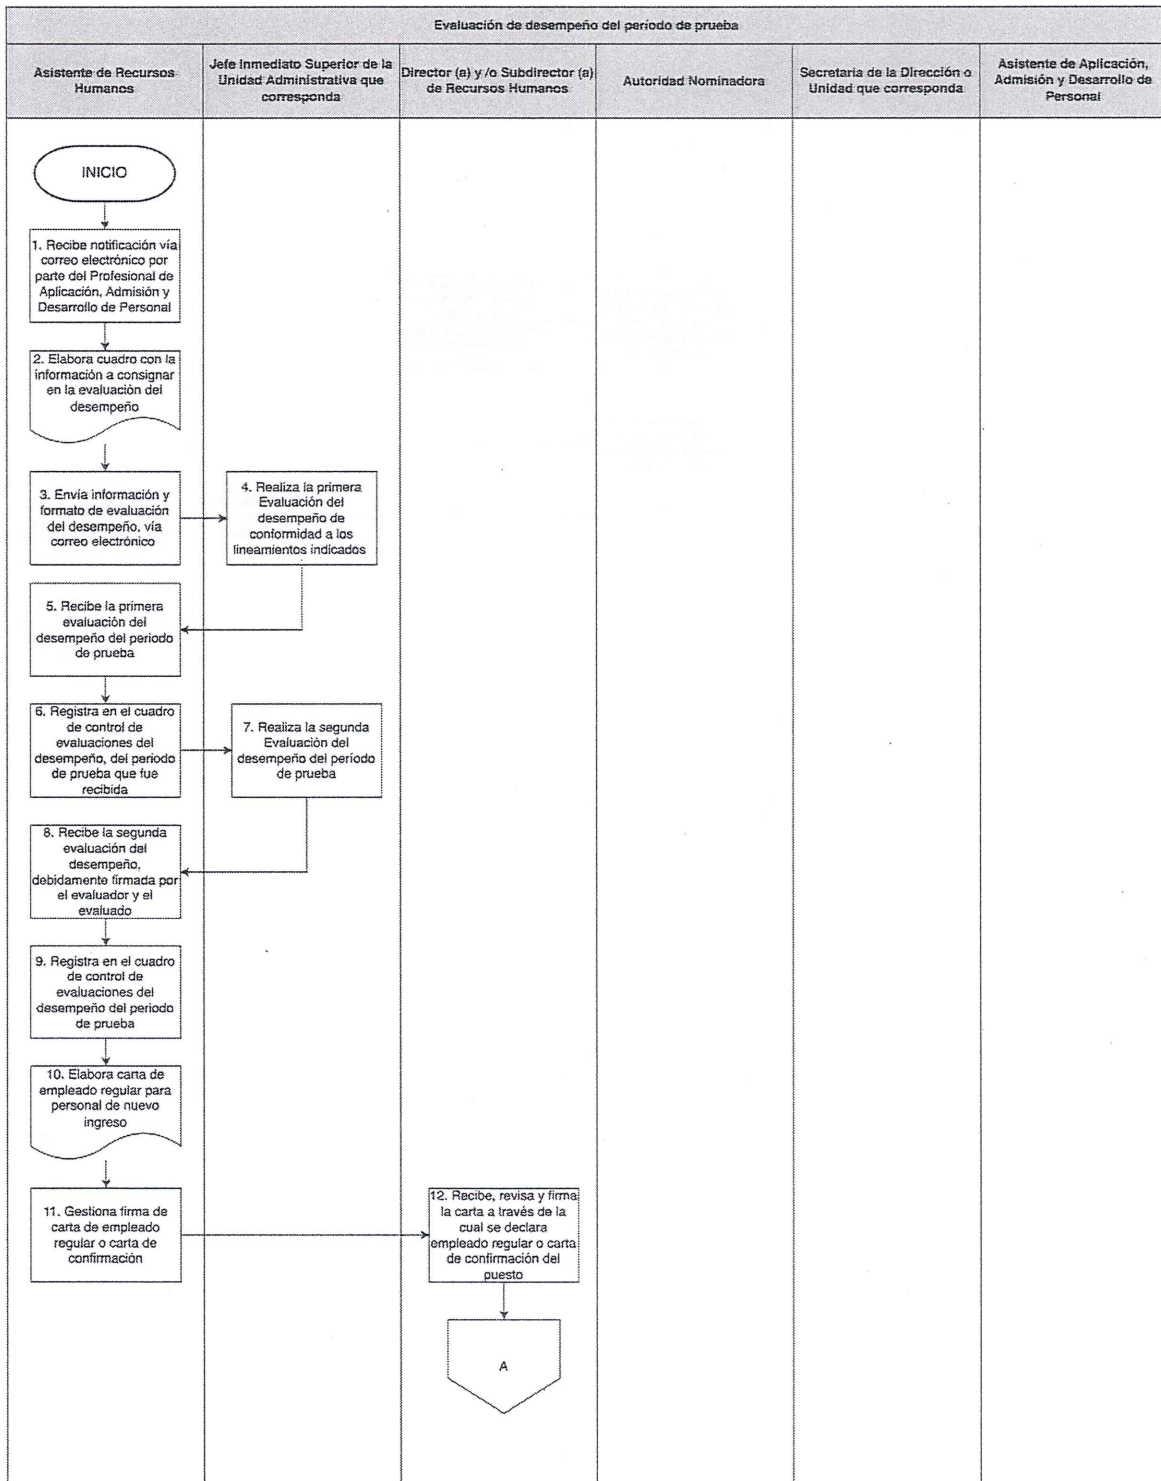 Evaluación de desempeño del periodo de prueba
Asistente de Recursos
Humanos
Jefe Inmediato Superior de la
Unidad Administrativa que
corresponda
Director (a) y /o Subdirector (a)
de Recursos Humanos
Autoridad Nominadora
Secretaria de la Dirección o
Unidad que corresponda
Asistente de Aplicación,
Admisión y Desarrollo de
Personal
INICIO
1. Recibe notificación vía
correo electrónico por
parte del Profesional de
Aplicación, Admisión y
Desarrollo de Personal
2. Elabora cuadro con la
información a consignar
en la evaluación del
desempeño
3. Envía información y
formato de evaluación
del desempeño, vía
correo electrónico
4. Realiza la primera
Evaluación del
desempeño de
conformidad a los
lineamientos indicados
5. Recibe la primera
evaluación del
desempeño del periodo
de prueba
6. Registra en el cuadro
de control de
evaluaciones del
desempeño, del periodo
de prueba que fue
recibida
7. Realiza la segunda
Evaluación del
desempeño del período
de prueba
8. Recibe la segunda
evaluación del
desempeño,
debidamente firmada por
el evaluador y el
evaluado
9. Registra en el cuadro
de control de
evaluaciones del
desempeño del periodo
de prueba
10. Elabora carta de
empleado regular para
personal de nuevo
ingreso
11. Gestiona firma de
carta de empleado
regular o carta de
confirmación
12. Recibe, revisa y firma
la carta a través de la
cual se declara
empleado regular o carta
de confirmación del
puesto
A